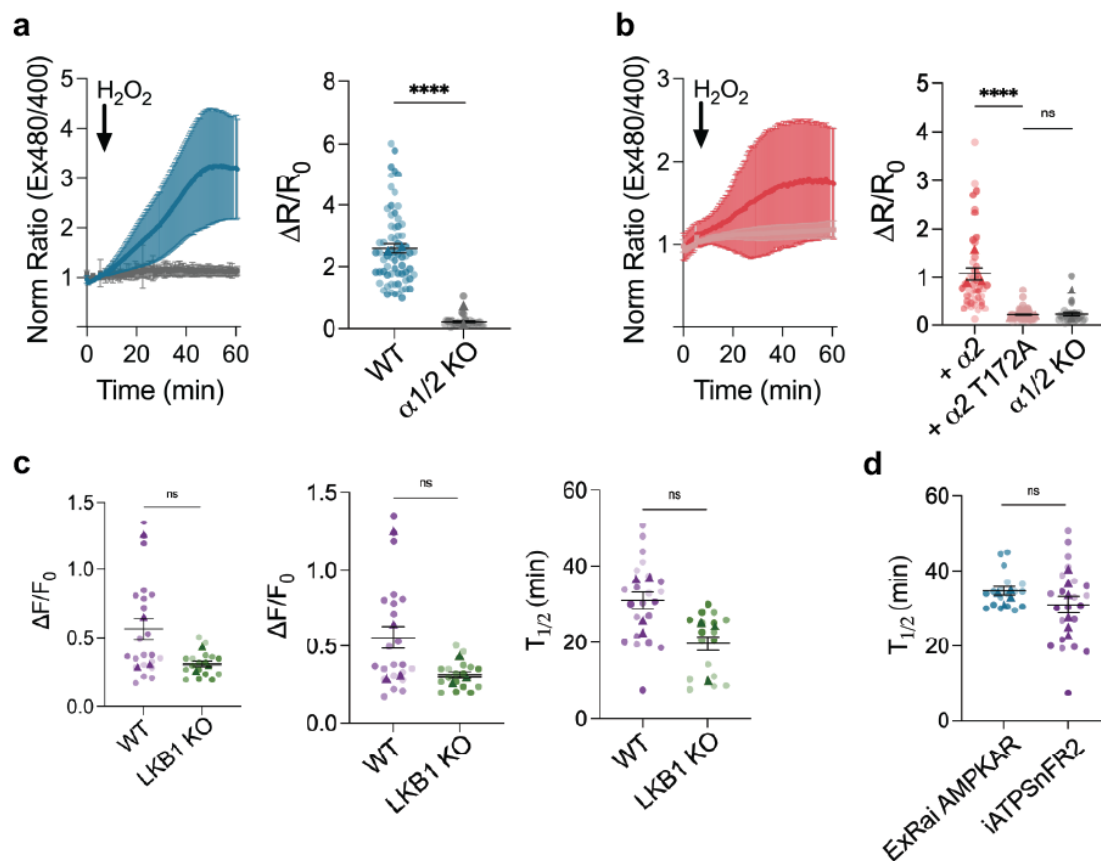 a
Norm Ratio (Ex480/400)
5
4
3
2
1
H₂O₂
0 20 40 60
Time (min)
ΔR/R₀
8
6
4
2
0
****
WT
α1/2 KO
b
Norm Ratio (Ex480/400)
3
2
1
H₂O₂
0 20 40 60
Time (min)
ΔR/R₀
5
4
3
2
1
0
****
ns
+ α2
+ α2 T172A
α1/2 KO
c
ΔF/F₀
1.5
1.0
0.5
0.0
ns
WT
LKB1 KO
ΔF/F₀
1.5
1.0
0.5
0.0
ns
WT
LKB1 KO
T₁/₂ (min)
60
40
20
0
ns
WT
LKB1 KO
d
T₁/₂ (min)
60
40
20
0
ns
ExRai AMPKAR
iATPSnFR2